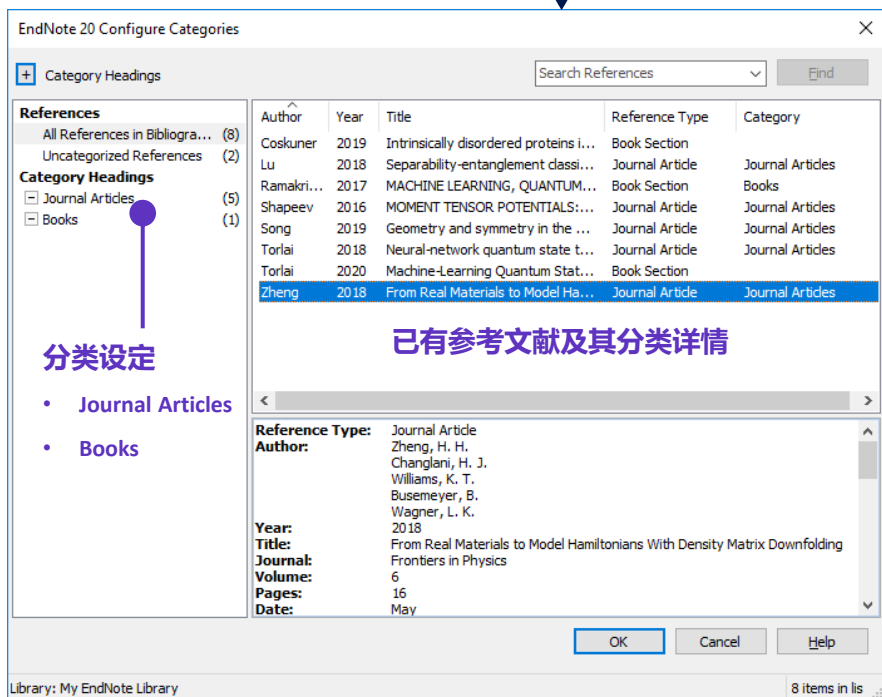 EndNote 20 Configure Categories
+ Category Headings
Search References
Find
References
All References in Bibliogra... (8)
Uncategorized References (2)
Category Headings
Journal Articles (5)
Books (1)
分类设定
• Journal Articles
• Books
Author Year Title Reference Type Category
Coskuner 2019 Intrinsically disordered proteins i... Book Section
Lu 2018 Separability-entanglement classi... Journal Article Journal Articles
Ramakri... 2017 MACHINE LEARNING, QUANTUM... Book Section Books
Shapeev 2016 MOMENT TENSOR POTENTIALS:... Journal Article Journal Articles
Song 2019 Geometry and symmetry in the ... Journal Article Journal Articles
Torlai 2018 Neural-network quantum state t... Journal Article Journal Articles
Torlai 2020 Machine-Learning Quantum Stat... Book Section
Zheng 2018 From Real Materials to Model Ha... Journal Article Journal Articles
已有参考文献及其分类详情
Reference Type: Journal Article
Author: Zheng, H. H.
Changlani, H. J.
Williams, K. T.
Busemeyer, B.
Wagner, L. K.
Year: 2018
Title: From Real Materials to Model Hamiltonians With Density Matrix Downfolding
Journal: Frontiers in Physics
Volume: 6
Pages: 16
Date: May
OK Cancel Help
Library: My EndNote Library
8 items in lis